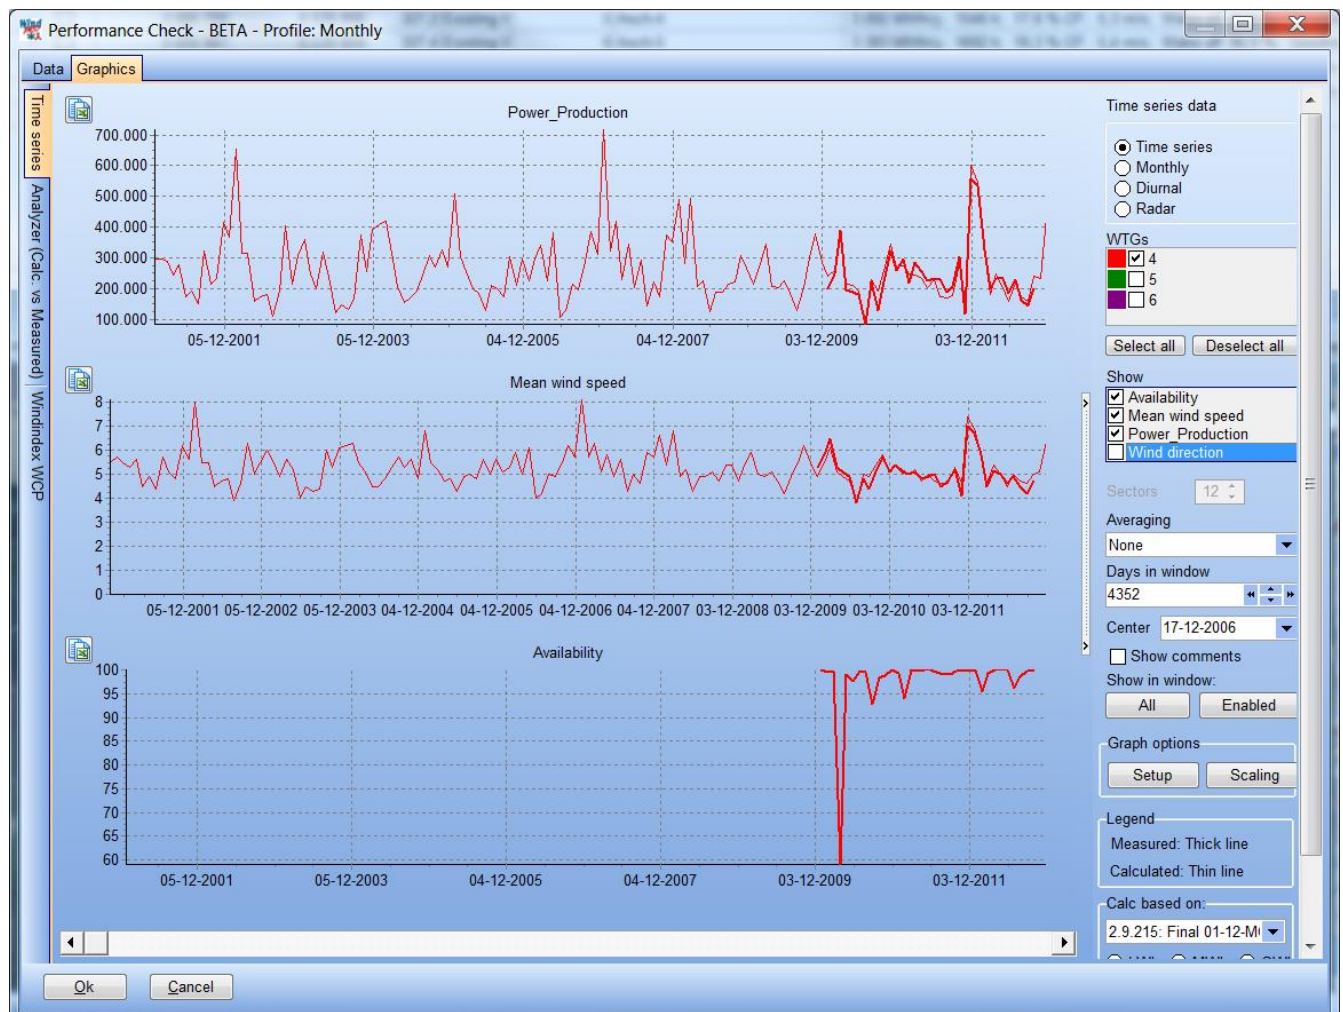 Performance Check - BETA - Profile: Monthly
Data Graphics
Time series
Analyzer (Calc. vs Measured)
Windindex WCP
Power_Production
700.000
600.000
500.000
400.000
300.000
200.000
100.000
05-12-2001 05-12-2003 04-12-2005 04-12-2007 03-12-2009 03-12-2011
Mean wind speed
8
7
6
5
4
3
2
1
0
05-12-2001 05-12-2002 05-12-2003 04-12-2004 04-12-2005 04-12-2006 04-12-2007 03-12-2008 03-12-2009 03-12-2010 03-12-2011
Availability
100
95
90
85
80
75
70
65
60
05-12-2001 05-12-2003 04-12-2005 04-12-2007 03-12-2009 03-12-2011
Time series data
Time series
Monthly
Diurnal
Radar
WTGs
4
5
6
Select all Deselect all
Show
Availability
Mean wind speed
Power_Production
Wind direction
Sectors 12
Averaging
None
Days in window
4352
Center 17-12-2006
Show comments
Show in window:
All Enabled
Graph options
Setup Scaling
Legend
Measured: Thick line
Calculated: Thin line
Calc based on:
2.9.215: Final 01-12-M
Ok Cancel